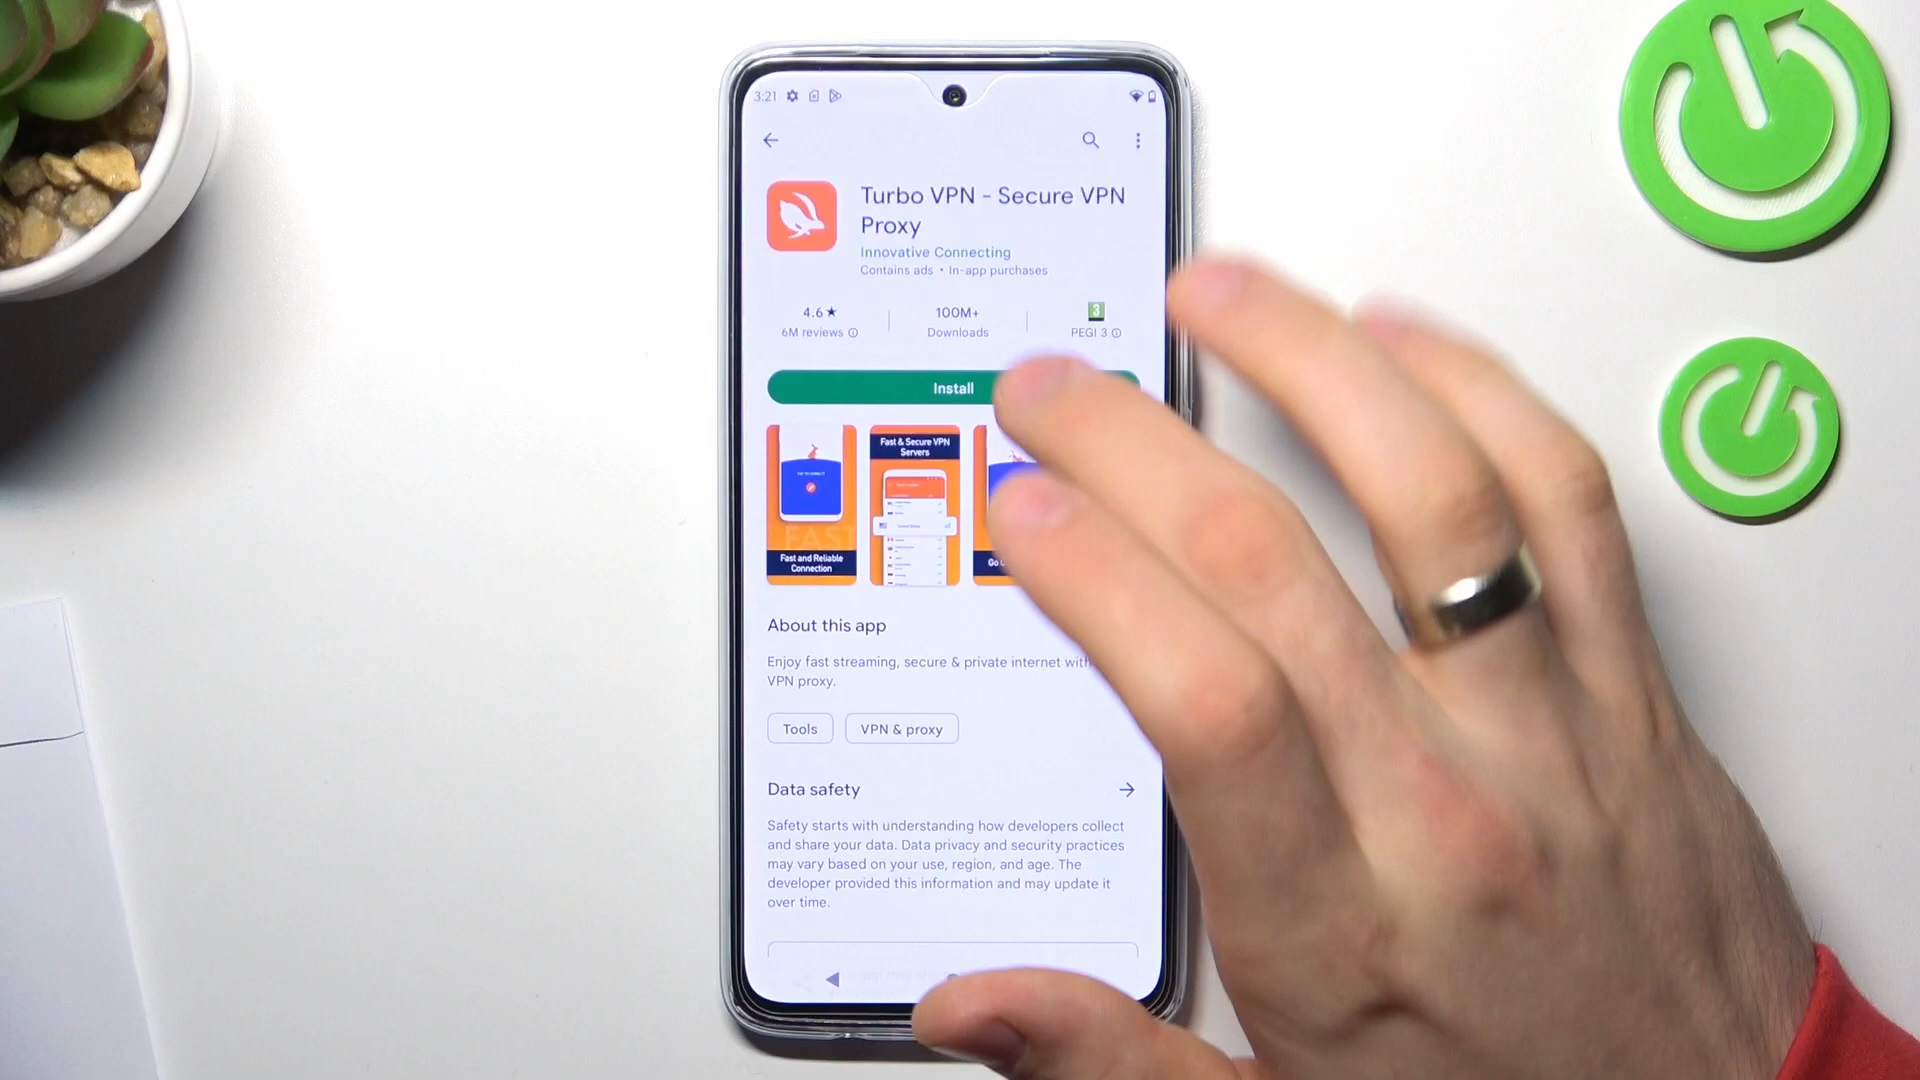 3:21
Turbo VPN - Secure VPN
Proxy
Innovative Connecting
Contains ads • In-app purchases
4.6★
6M reviews
100M+
Downloads
3
PEGI 3
Install
Fast and Reliable
Connection
Fast & Secure VPN
Servers
About this app
Enjoy fast streaming, secure & private internet with
VPN proxy.
Tools
VPN & proxy
Data safety
Safety starts with understanding how developers collect
and share your data. Data privacy and security practices
may vary based on your use, region, and age. The
developer provided this information and may update it
over time.